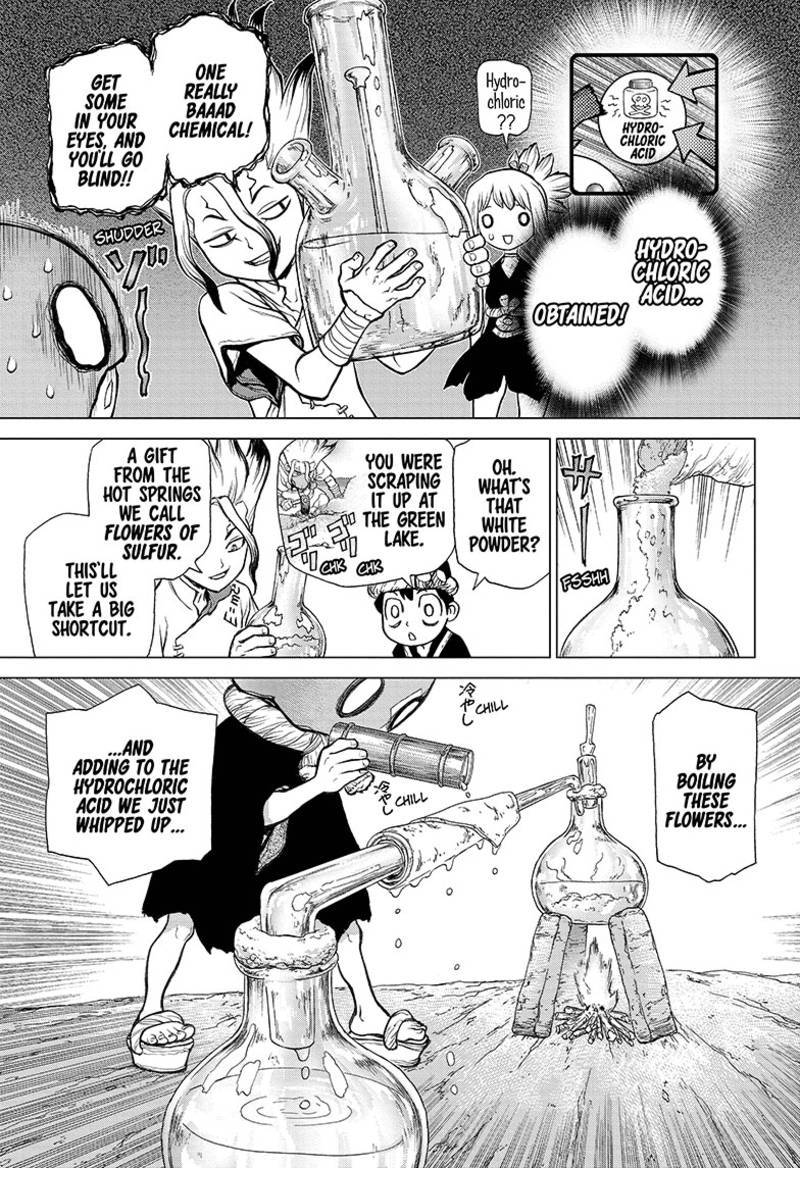 HYDRO-
CHLORIC
ACID
HYDRO-
CHLORIC
ACID...
OBTAINED!
Hydro-
chloric
??
ONE
REALLY
BAAAD
CHEMICAL!
GET
SOME
IN YOUR
EYES, AND
YOU'LL GO
BLIND!!
SHUDDER
FSSHH
OH.
WHAT'S
THAT
WHITE
POWDER?
YOU WERE
SCRAPING
IT UP AT
THE GREEN
LAKE.
ゴゴ
CHK CHK
A GIFT
FROM THE
HOT SPRINGS
WE CALL
FLOWERS OF
SULFUR.
THIS'LL
LET US
TAKE A BIG
SHORTCUT.
BY
BOILING
THESE
FLOWERS...
冷やし
CHILL
冷やし
CHILL
...AND
ADDING TO THE
HYDROCHLORIC
ACID WE JUST
WHIPPED UP...